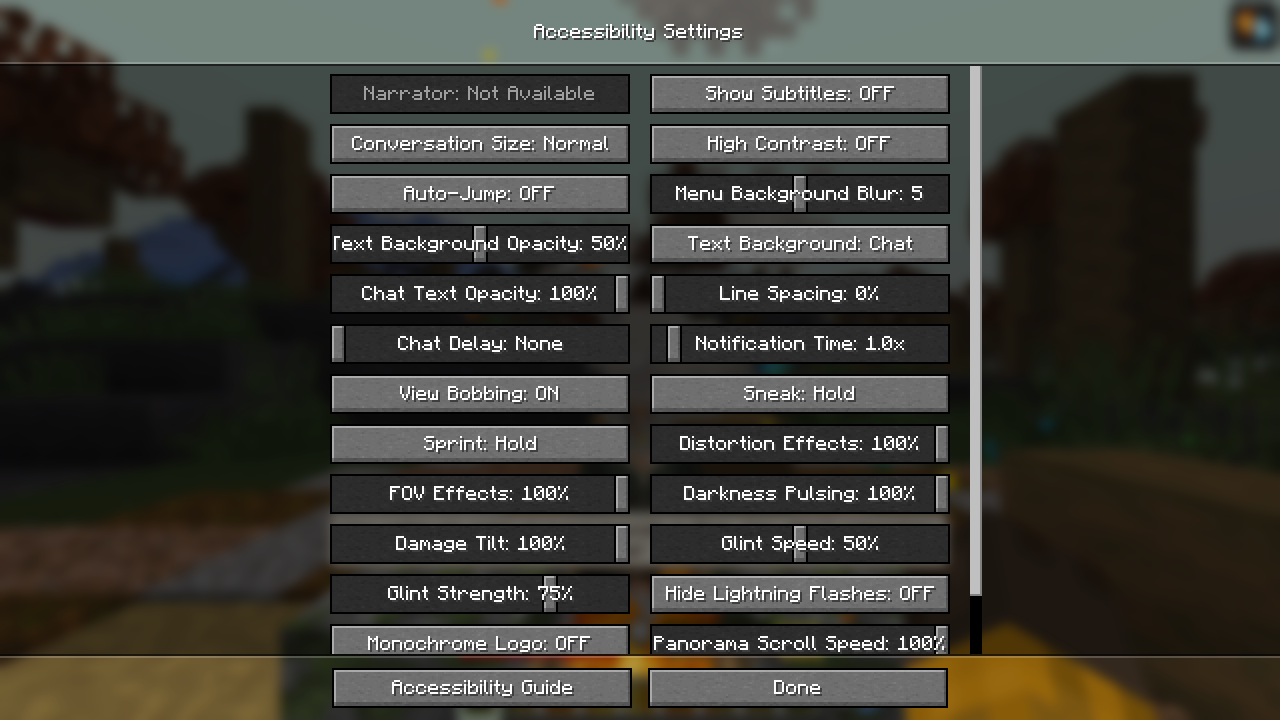 Accessibility Settings
Narrator: Not Available
Show Subtitles: OFF
Conversation Size: Normal
High Contrast: OFF
Auto-Jump: OFF
Menu Background Blur: 5
Text Background Opacity: 50%
Text Background: Chat
Chat Text Opacity: 100%
Line Spacing: 0%
Chat Delay: None
Notification Time: 1.0x
View Bobbing: ON
Sneak: Hold
Sprint: Hold
Distortion Effects: 100%
FOV Effects: 100%
Darkness Pulsing: 100%
Damage Tilt: 100%
Glint Speed: 50%
Glint Strength: 75%
Hide Lightning Flashes: OFF
Monochrome Logo: OFF
Panorama Scroll Speed: 100%
Accessibility Guide
Done